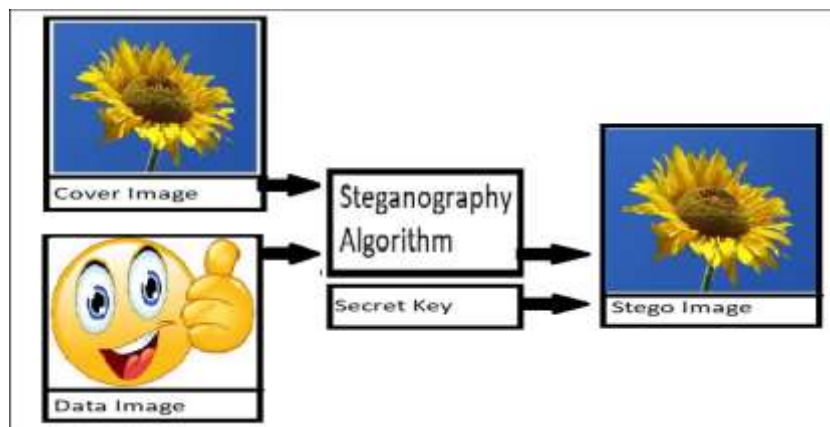 Cover Image
Steganography
Algorithm
Secret Key
Stego Image
Data Image